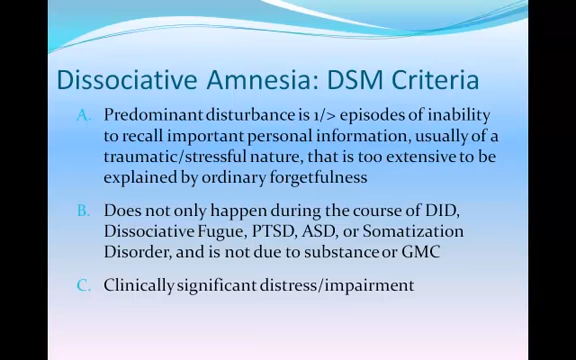 Dissociative Amnesia: DSM Criteria
A. Predominant disturbance is 1/> episodes of inability
to recall important personal information, usually of a
traumatic/stressful nature, that is too extensive to be
explained by ordinary forgetfulness
B. Does not only happen during the course of DID,
Dissociative Fugue, PTSD, ASD, or Somatization
Disorder, and is not due to substance or GMC
C. Clinically significant distress/impairment